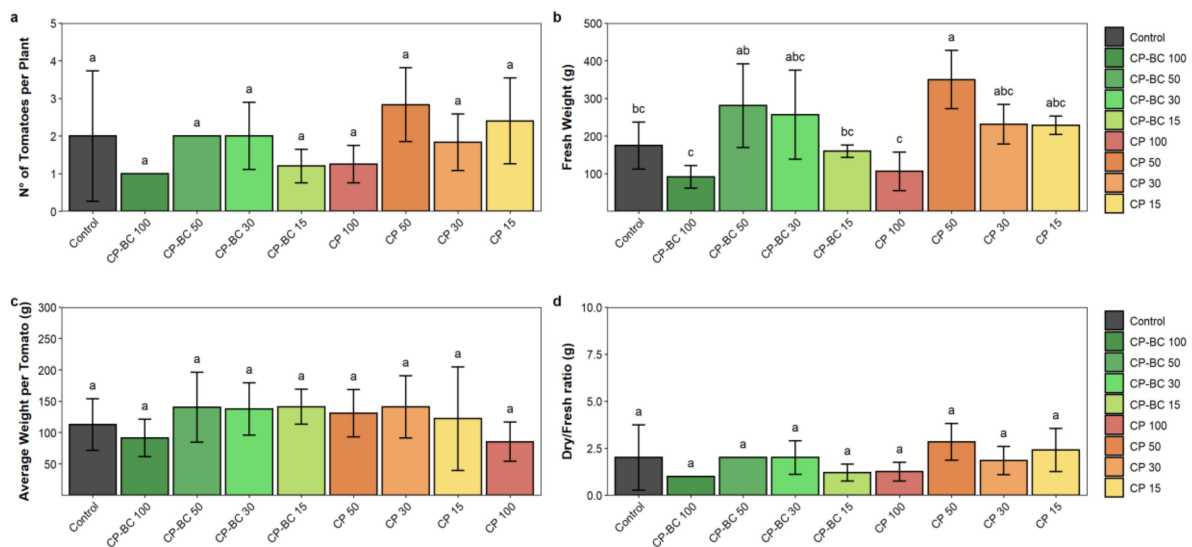 a
N° of Tomatoes per Plant
5
4
3
2
1
0
a a a a a a a a a
Control CP-BC 100 CP-BC 50 CP-BC 30 CP-BC 15 CP 100 CP 50 CP 30 CP 15
b
Fresh Weight (g)
500
400
300
200
100
bc c ab abc bc c a abc abc
Control CP-BC 100 CP-BC 50 CP-BC 30 CP-BC 15 CP 100 CP 50 CP 30 CP 15
Control
CP-BC 100
CP-BC 50
CP-BC 30
CP-BC 15
CP 100
CP 50
CP 30
CP 15
c
Average Weight per Tomato (g)
300
250
200
150
100
50
a a a a a a a a a
Control CP-BC 100 CP-BC 50 CP-BC 30 CP-BC 15 CP 50 CP 30 CP 15 CP 100
d
Dry/Fresh ratio (g)
10.0
7.5
5.0
2.5
0.0
a a a a a a a a a
Control CP-BC 100 CP-BC 50 CP-BC 30 CP-BC 15 CP 100 CP 50 CP 30 CP 15
Control
CP-BC 100
CP-BC 50
CP-BC 30
CP-BC 15
CP 100
CP 50
CP 30
CP 15